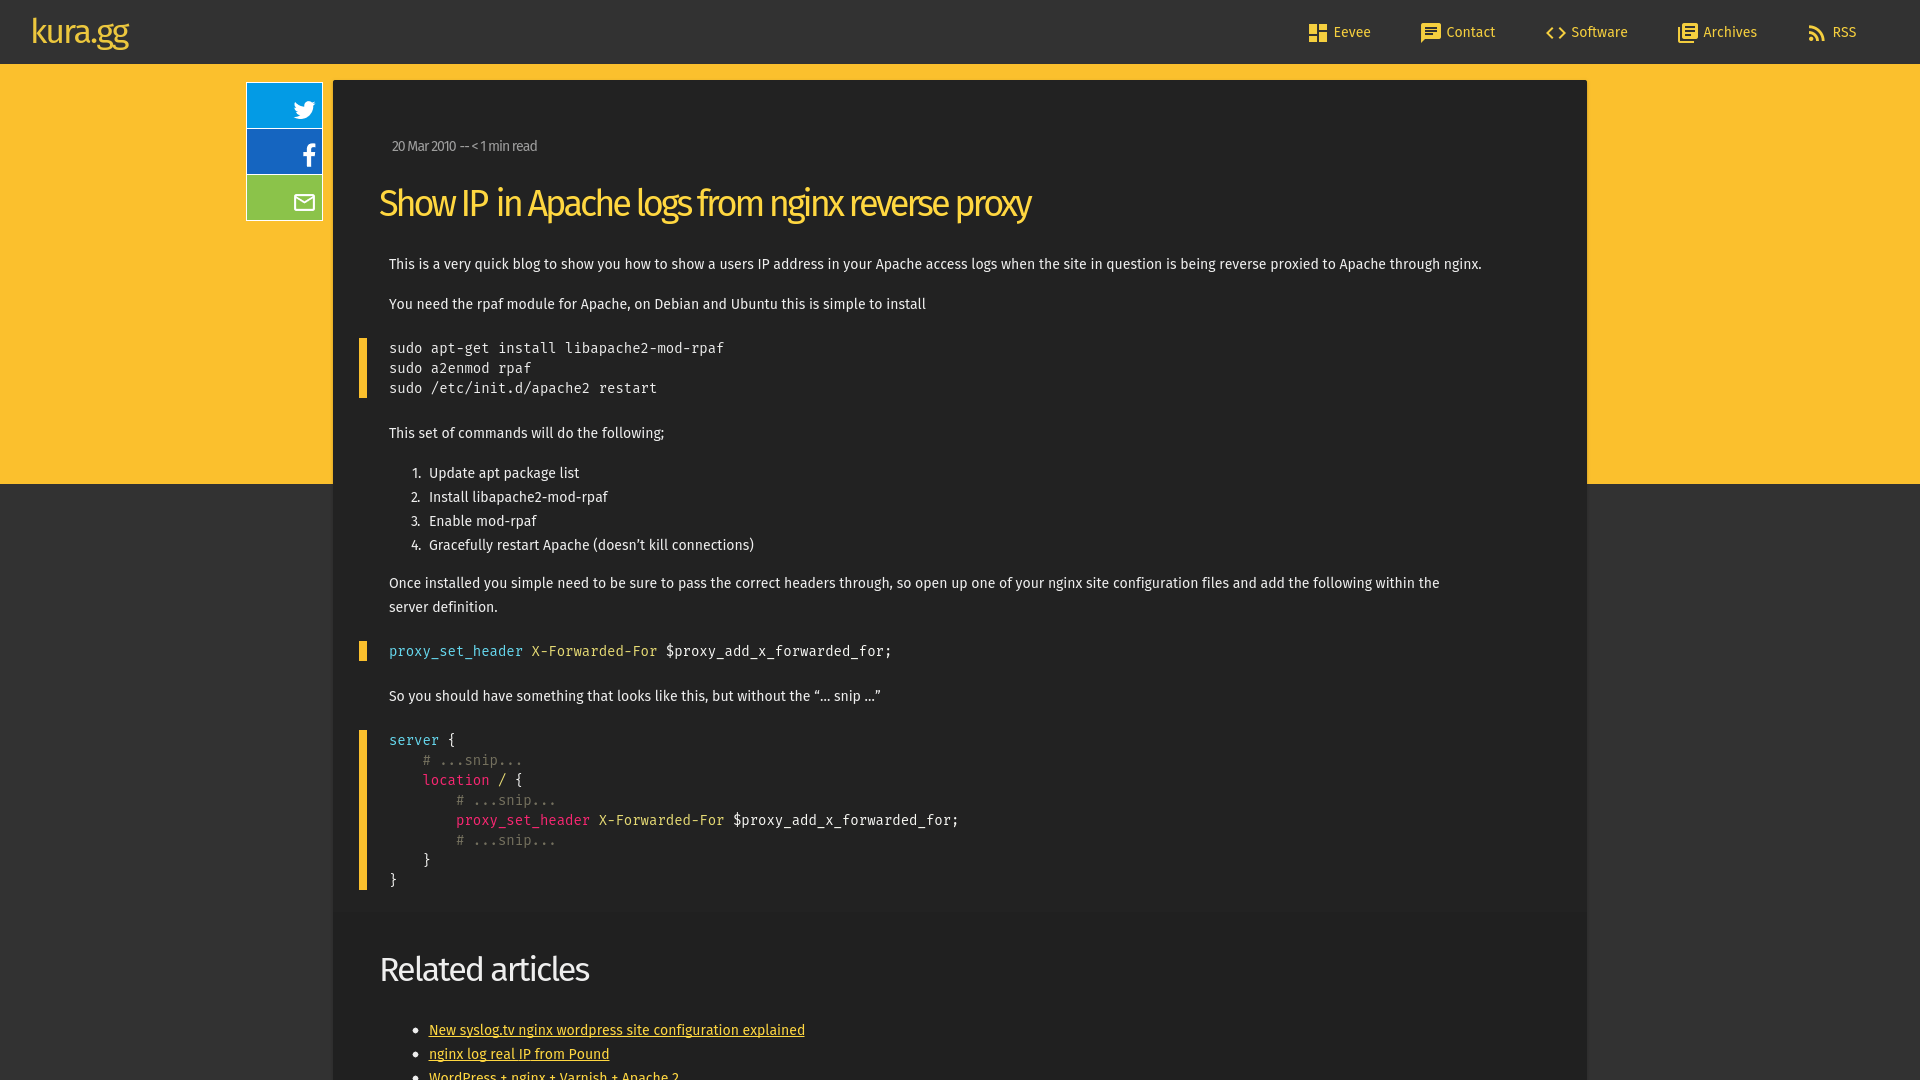 kura.gg
Eevee
Contact
Software
Archives
RSS
20 Mar 2010 -- < 1 min read
Show IP in Apache logs from nginx reverse proxy
This is a very quick blog to show you how to show a users IP address in your Apache access logs when the site in question is being reverse proxied to Apache through nginx.
You need the rpaf module for Apache, on Debian and Ubuntu this is simple to install
sudo apt-get install libapache2-mod-rpaf
sudo a2enmod rpaf
sudo /etc/init.d/apache2 restart
This set of commands will do the following;
1. Update apt package list
2. Install libapache2-mod-rpaf
3. Enable mod-rpaf
4. Gracefully restart Apache (doesn’t kill connections)
Once installed you simple need to be sure to pass the correct headers through, so open up one of your nginx site configuration files and add the following within the
server definition.
proxy_set_header X-Forwarded-For $proxy_add_x_forwarded_for;
So you should have something that looks like this, but without the “… snip …”
server {
# ...snip...
location / {
# ...snip...
proxy_set_header X-Forwarded-For $proxy_add_x_forwarded_for;
# ...snip...
}
}
Related articles
New syslog.tv nginx wordpress site configuration explained
nginx log real IP from Pound
WordPress + nginx + Varnish + Apache 2